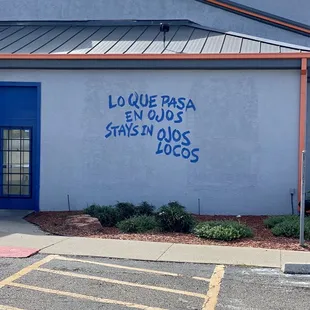 LO QUE PASA
EN OJOS
STAYS IN OJOS
LOCOS